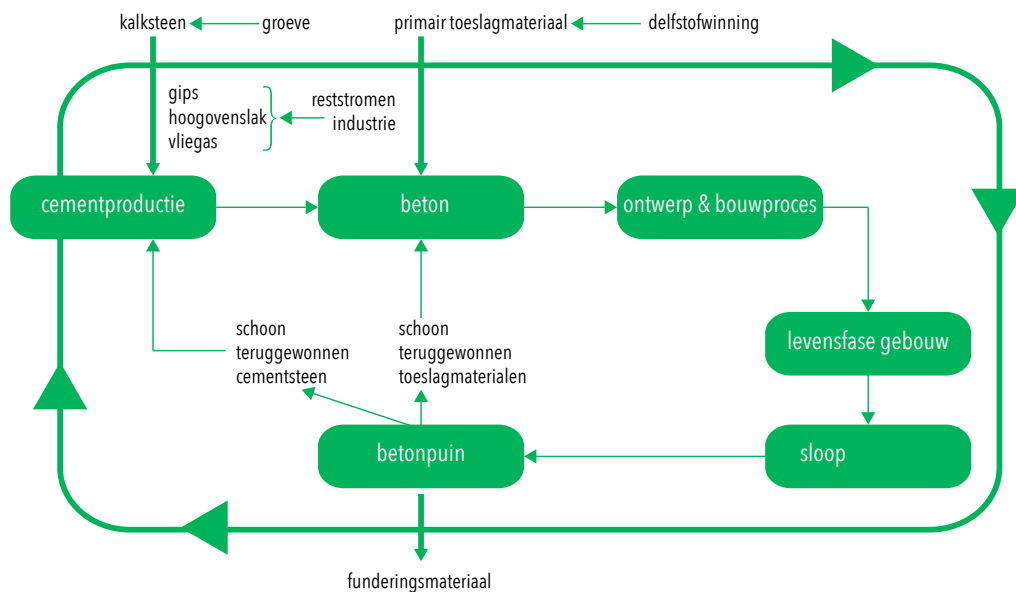 kalksteen
groeve
primair toeslagmateriaal
delfstofwinning
gips
hoogovenslak
vliegas
reststromen
industrie
cementproductie
beton
ontwerp & bouwproces
levensfase gebouw
schoon
teruggewonnen
cementsteen
schoon
teruggewonnen
toeslagmaterialen
betonpuin
sloop
funderingsmateriaal